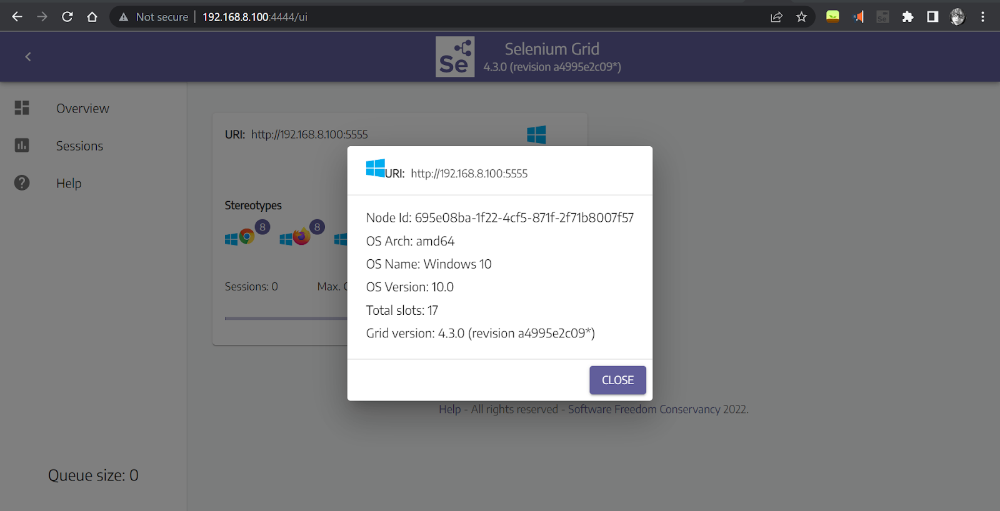 Not secure | 192.168.8.100:4444/ui
Se
Se
Selenium Grid
4.3.0 (revision a4995e2c09*)
Overview
Sessions
Help
Queue size: 0
URI: http://192.168.8.100:5555
Stereotypes
8
8
Sessions: 0
Max.
URI: http://192.168.8.100:5555
Node Id: 695e08ba-1f22-4cf5-871f-2f71b8007f57
OS Arch: amd64
OS Name: Windows 10
OS Version: 10.0
Total slots: 17
Grid version: 4.3.0 (revision a4995e2c09*)
CLOSE
Help - All rights reserved - Software Freedom Conservancy 2022.